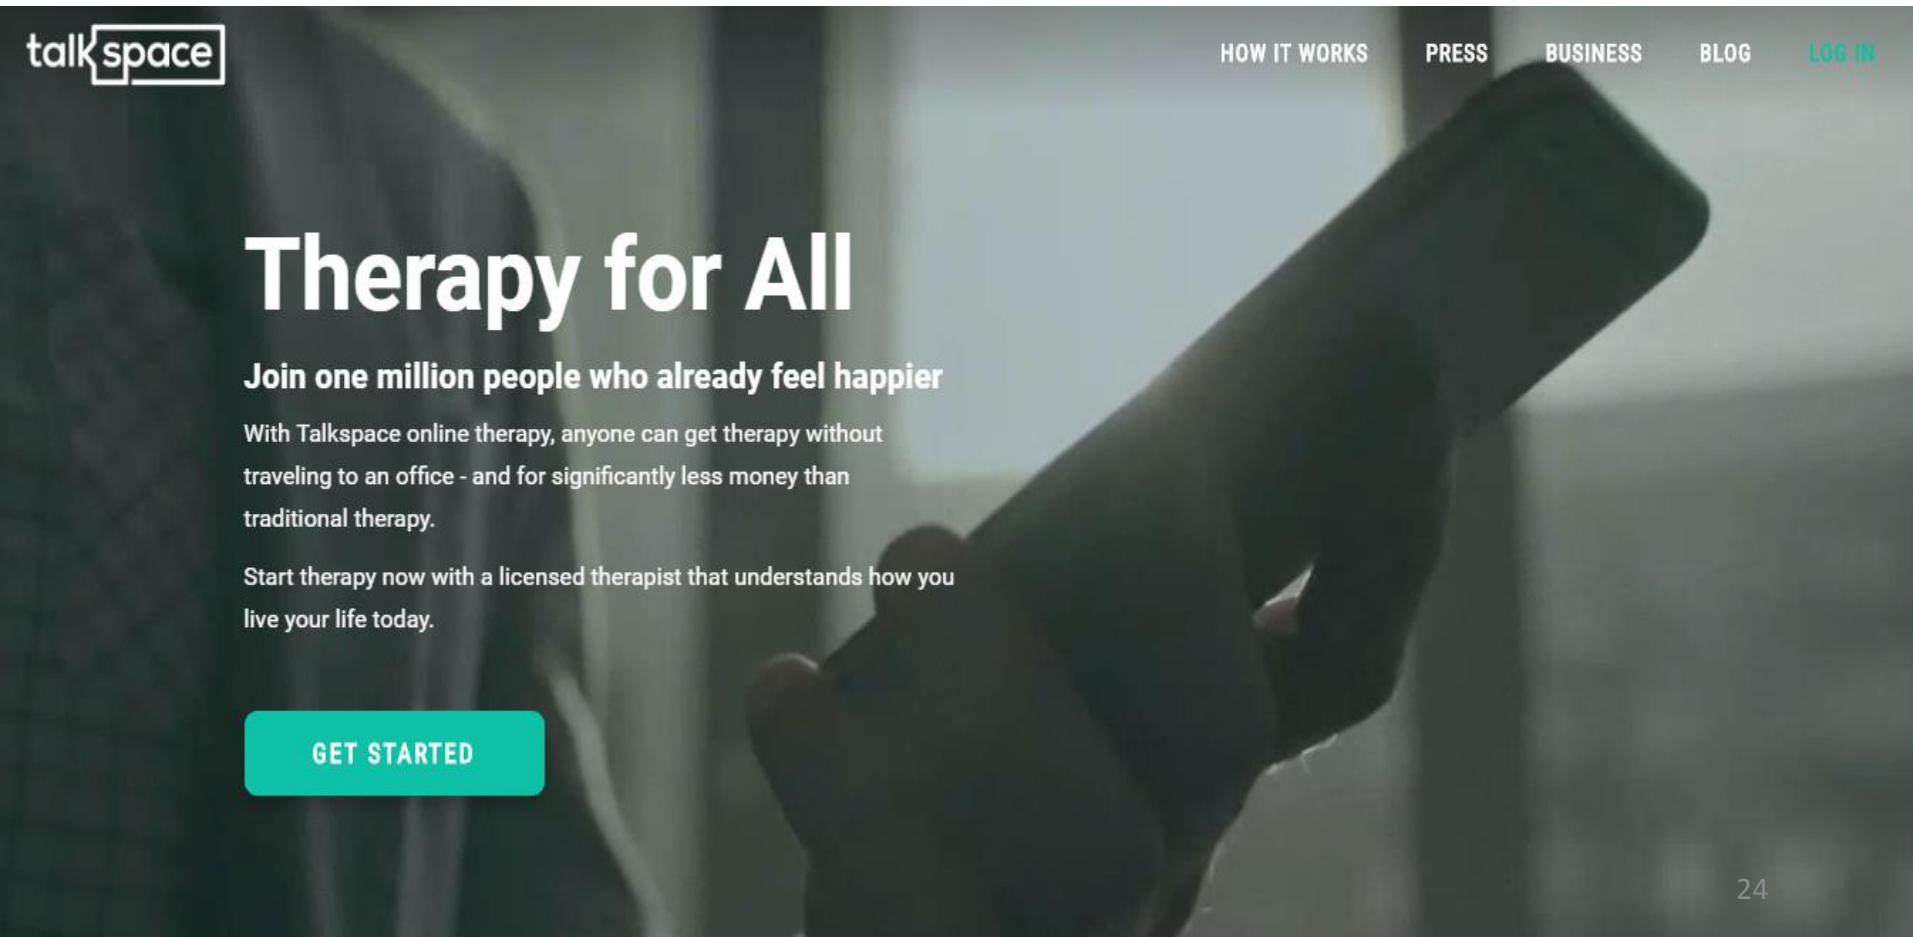 talkspace
HOW IT WORKS
PRESS
BUSINESS
BLOG
LOG IN
Therapy for All
Join one million people who already feel happier
With Talkspace online therapy, anyone can get therapy without
traveling to an office - and for significantly less money than
traditional therapy.
Start therapy now with a licensed therapist that understands how you
live your life today.
GET STARTED
24